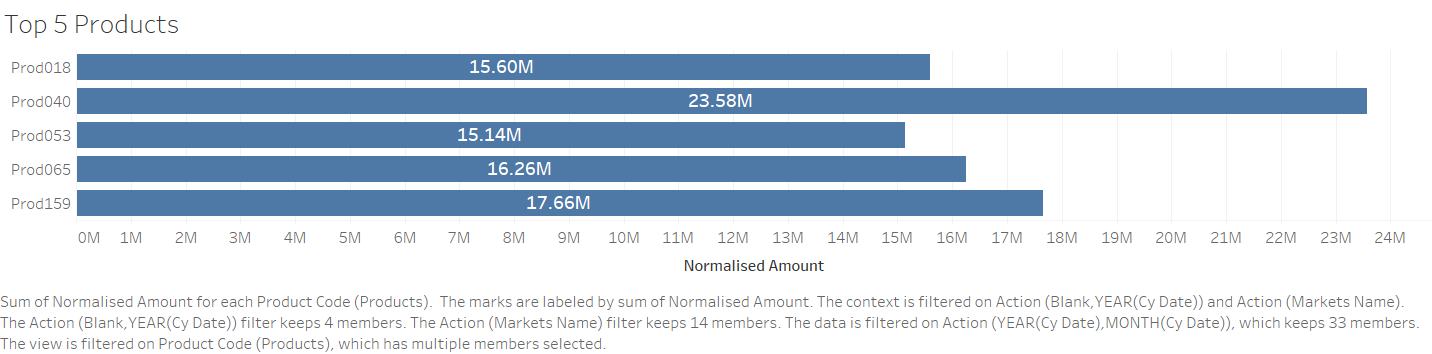 Top 5 Products
Prod018 15.60M
Prod040 23.58M
Prod053 15.14M
Prod065 16.26M
Prod159 17.66M
0M 1M 2M 3M 4M 5M 6M 7M 8M 9M 10M 11M 12M 13M 14M 15M 16M 17M 18M 19M 20M 21M 22M 23M 24M
Normalised Amount
Sum of Normalised Amount for each Product Code (Products).  The marks are labeled by sum of Normalised Amount. The context is filtered on Action (Blank,YEAR(Cy Date)) and Action (Markets Name).
The Action (Blank,YEAR(Cy Date)) filter keeps 4 members. The Action (Markets Name) filter keeps 14 members. The data is filtered on Action (YEAR(Cy Date),MONTH(Cy Date)), which keeps 33 members.
The view is filtered on Product Code (Products), which has multiple members selected.